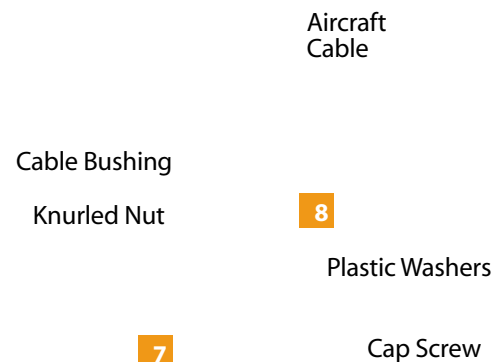 Aircraft
Cable
Cable Bushing
Knurled Nut
8
Plastic Washers
7
Cap Screw